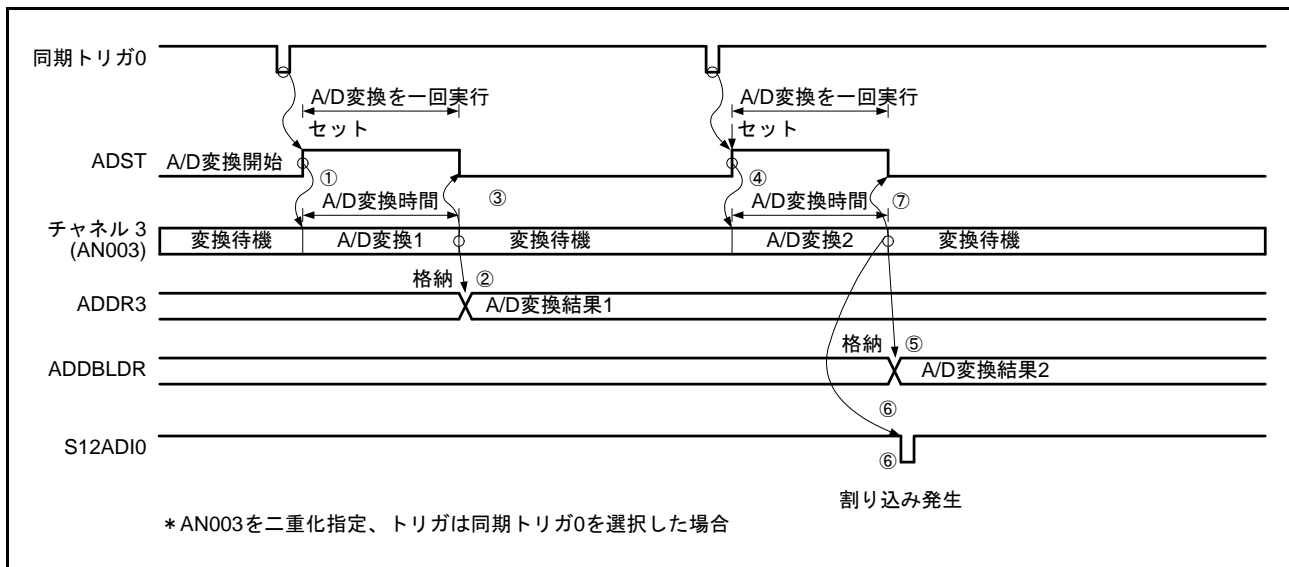 同期トリガ0
A/D変換を一回実行
A/D変換を一回実行
セット
セット
ADST
A/D変換開始
①
③
④
⑦
A/D変換時間
A/D変換時間
チャネル 3
(AN003)
変換待機
A/D変換1
変換待機
A/D変換2
変換待機
格納
②
ADDR3
A/D変換結果1
格納
⑤
ADDBLDR
A/D変換結果2
⑥
S12ADI0
⑥
割り込み発生
*AN003を二重化指定、トリガは同期トリガ0を選択した場合